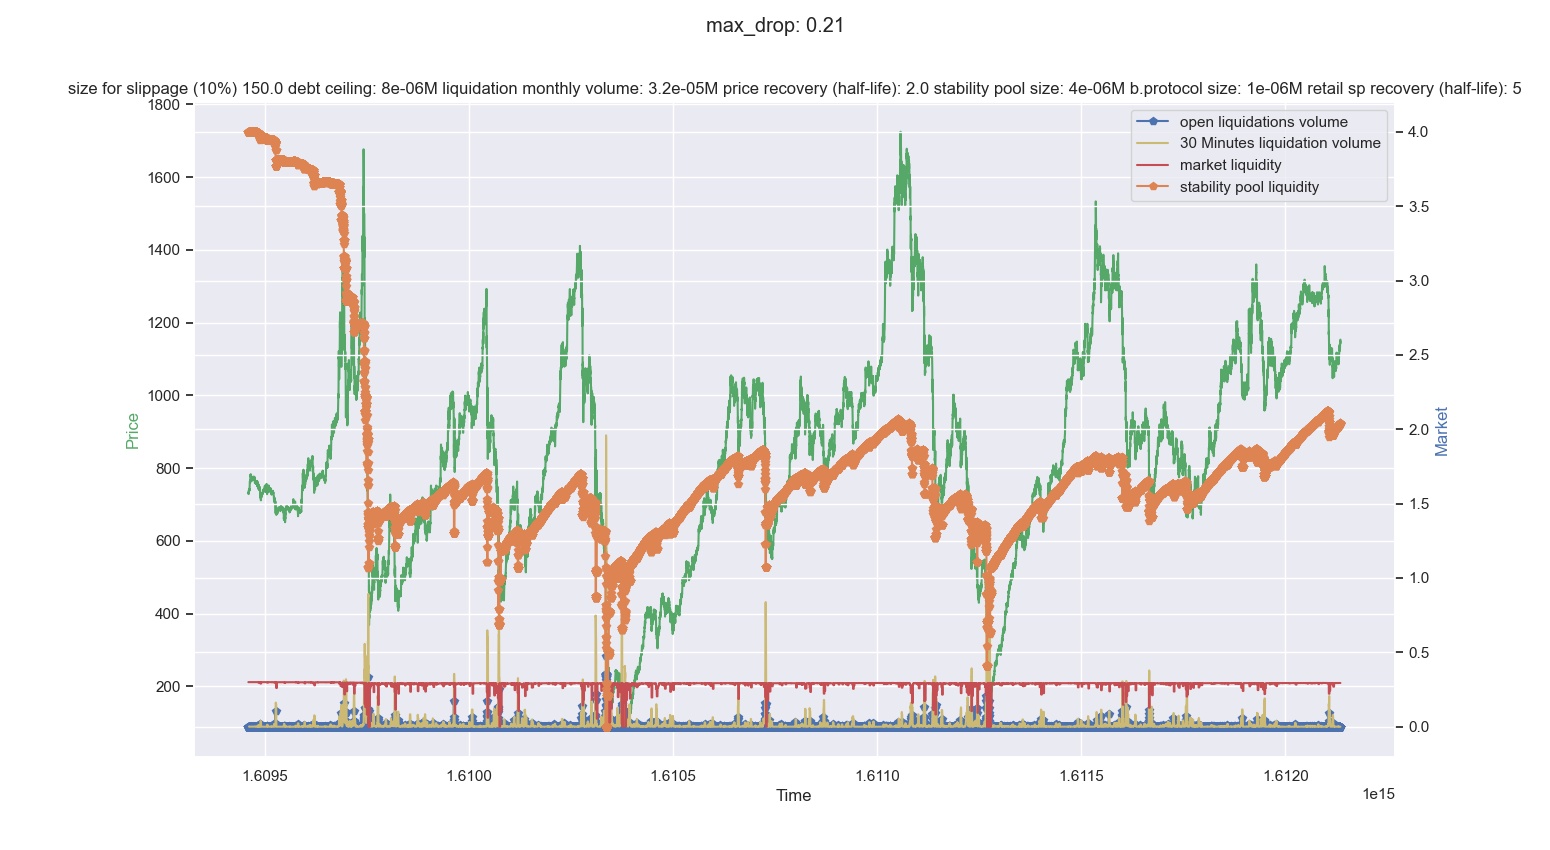 max_drop: 0.21
size for slippage (10%) 150.0 debt ceiling: 8e-06M liquidation monthly volume: 3.2e-05M price recovery (half-life): 2.0 stability pool size: 4e-06M b.protocol size: 1e-06M retail sp recovery (half-life): 5
open liquidations volume
30 Minutes liquidation volume
market liquidity
stability pool liquidity
1800
1600
1400
1200
1000
800
600
400
200
Price
4.0
3.5
3.0
2.5
2.0
1.5
1.0
0.5
0.0
Market
1.6095 1.6100 1.6105 1.6110 1.6115 1.6120
1e15
Time